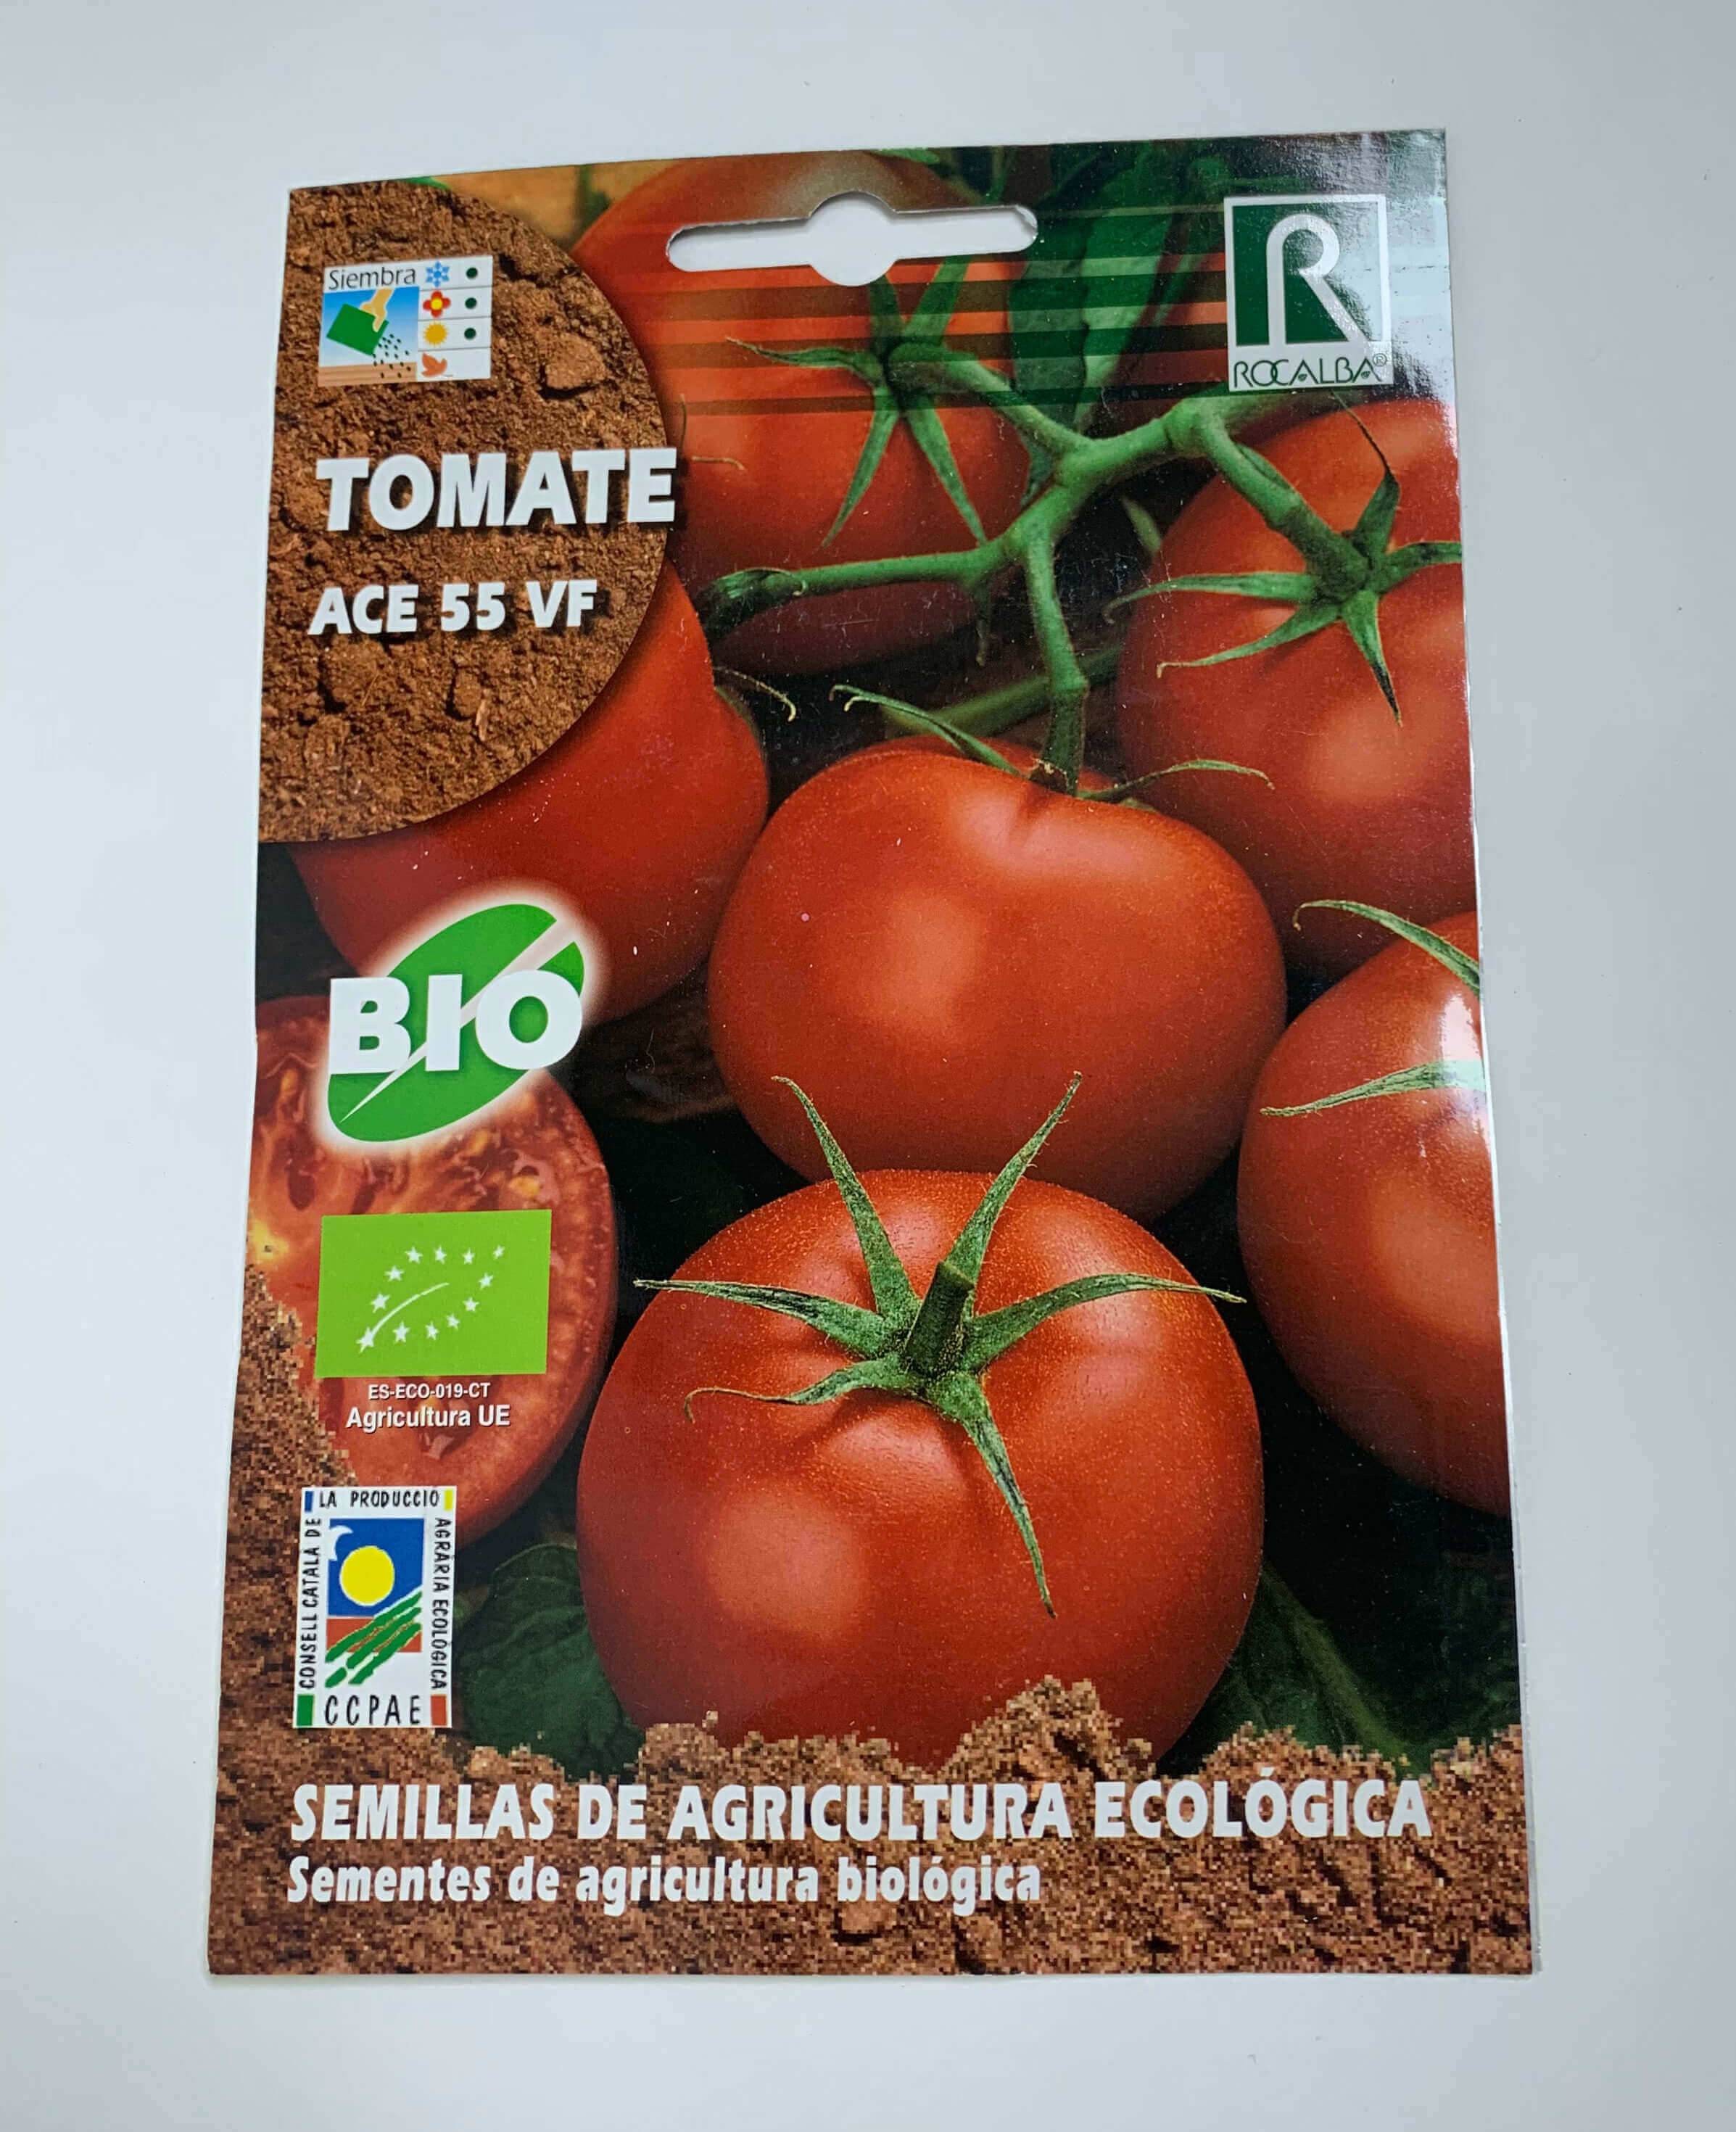 Siembra
R
ROCALBA®
TOMATE
ACE 55 VF
BIO
ES-ECO-019-CT
Agricultura UE
CONSELL CATALÀ DE
LA PRODUCCIÓ
AGRÀRIA ECOLÒGICA
CCPAE
SEMILLAS DE AGRICULTURA ECOLÓGICA
Sementes de agricultura biológica